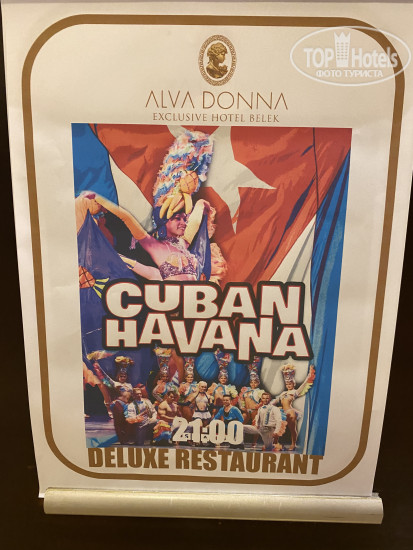 TOP Hotels
ФОТО ТУРИСТА
ALVA DONNA
EXCLUSIVE HOTEL BELEK
CUBAN
HAVANA
21:00
DELUXE RESTAURANT